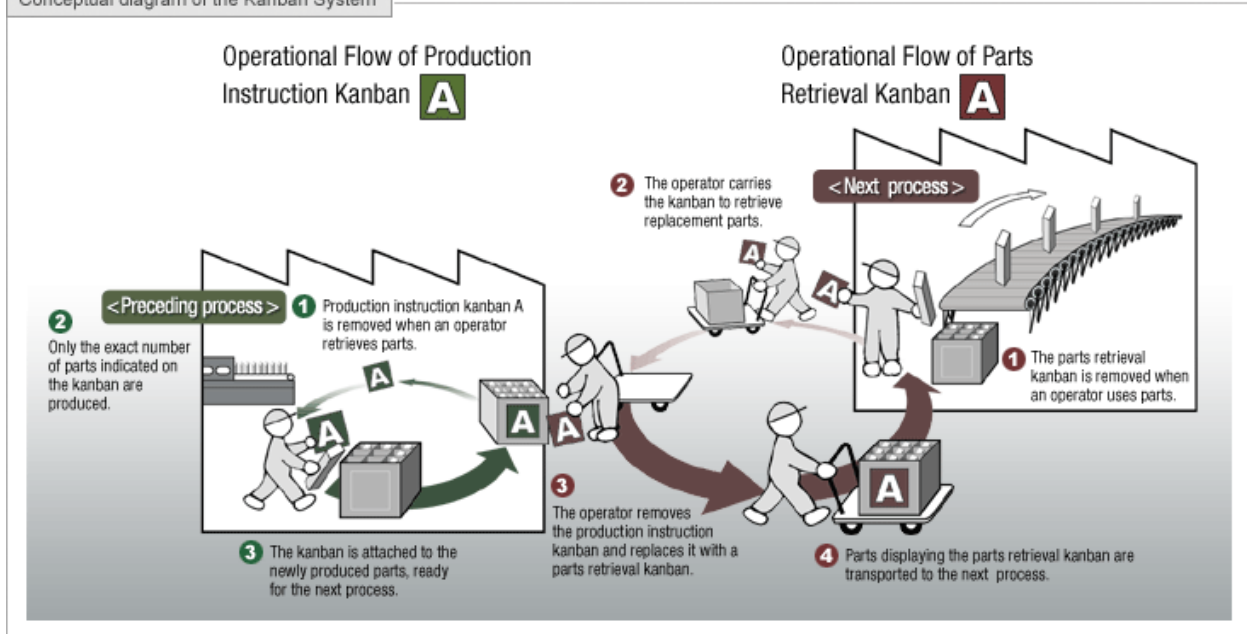 Conceptual diagram of the Kanban System
Operational Flow of Production
Instruction Kanban A
Operational Flow of Parts
Retrieval Kanban A
2 The operator carries
the kanban to retrieve
replacement parts.
<Next process>
A
A
<Preceding process>
1 Production instruction kanban A
is removed when an operator
retrieves parts.
2
Only the exact number
of parts indicated on
the kanban are
produced.
1 The parts retrieval
kanban is removed when
an operator uses parts.
A
A
A
A
A
3
The operator removes
the production instruction
kanban and replaces it with a
parts retrieval kanban.
3 The kanban is attached to the
newly produced parts, ready
for the next process.
4 Parts displaying the parts retrieval kanban are
transported to the next process.